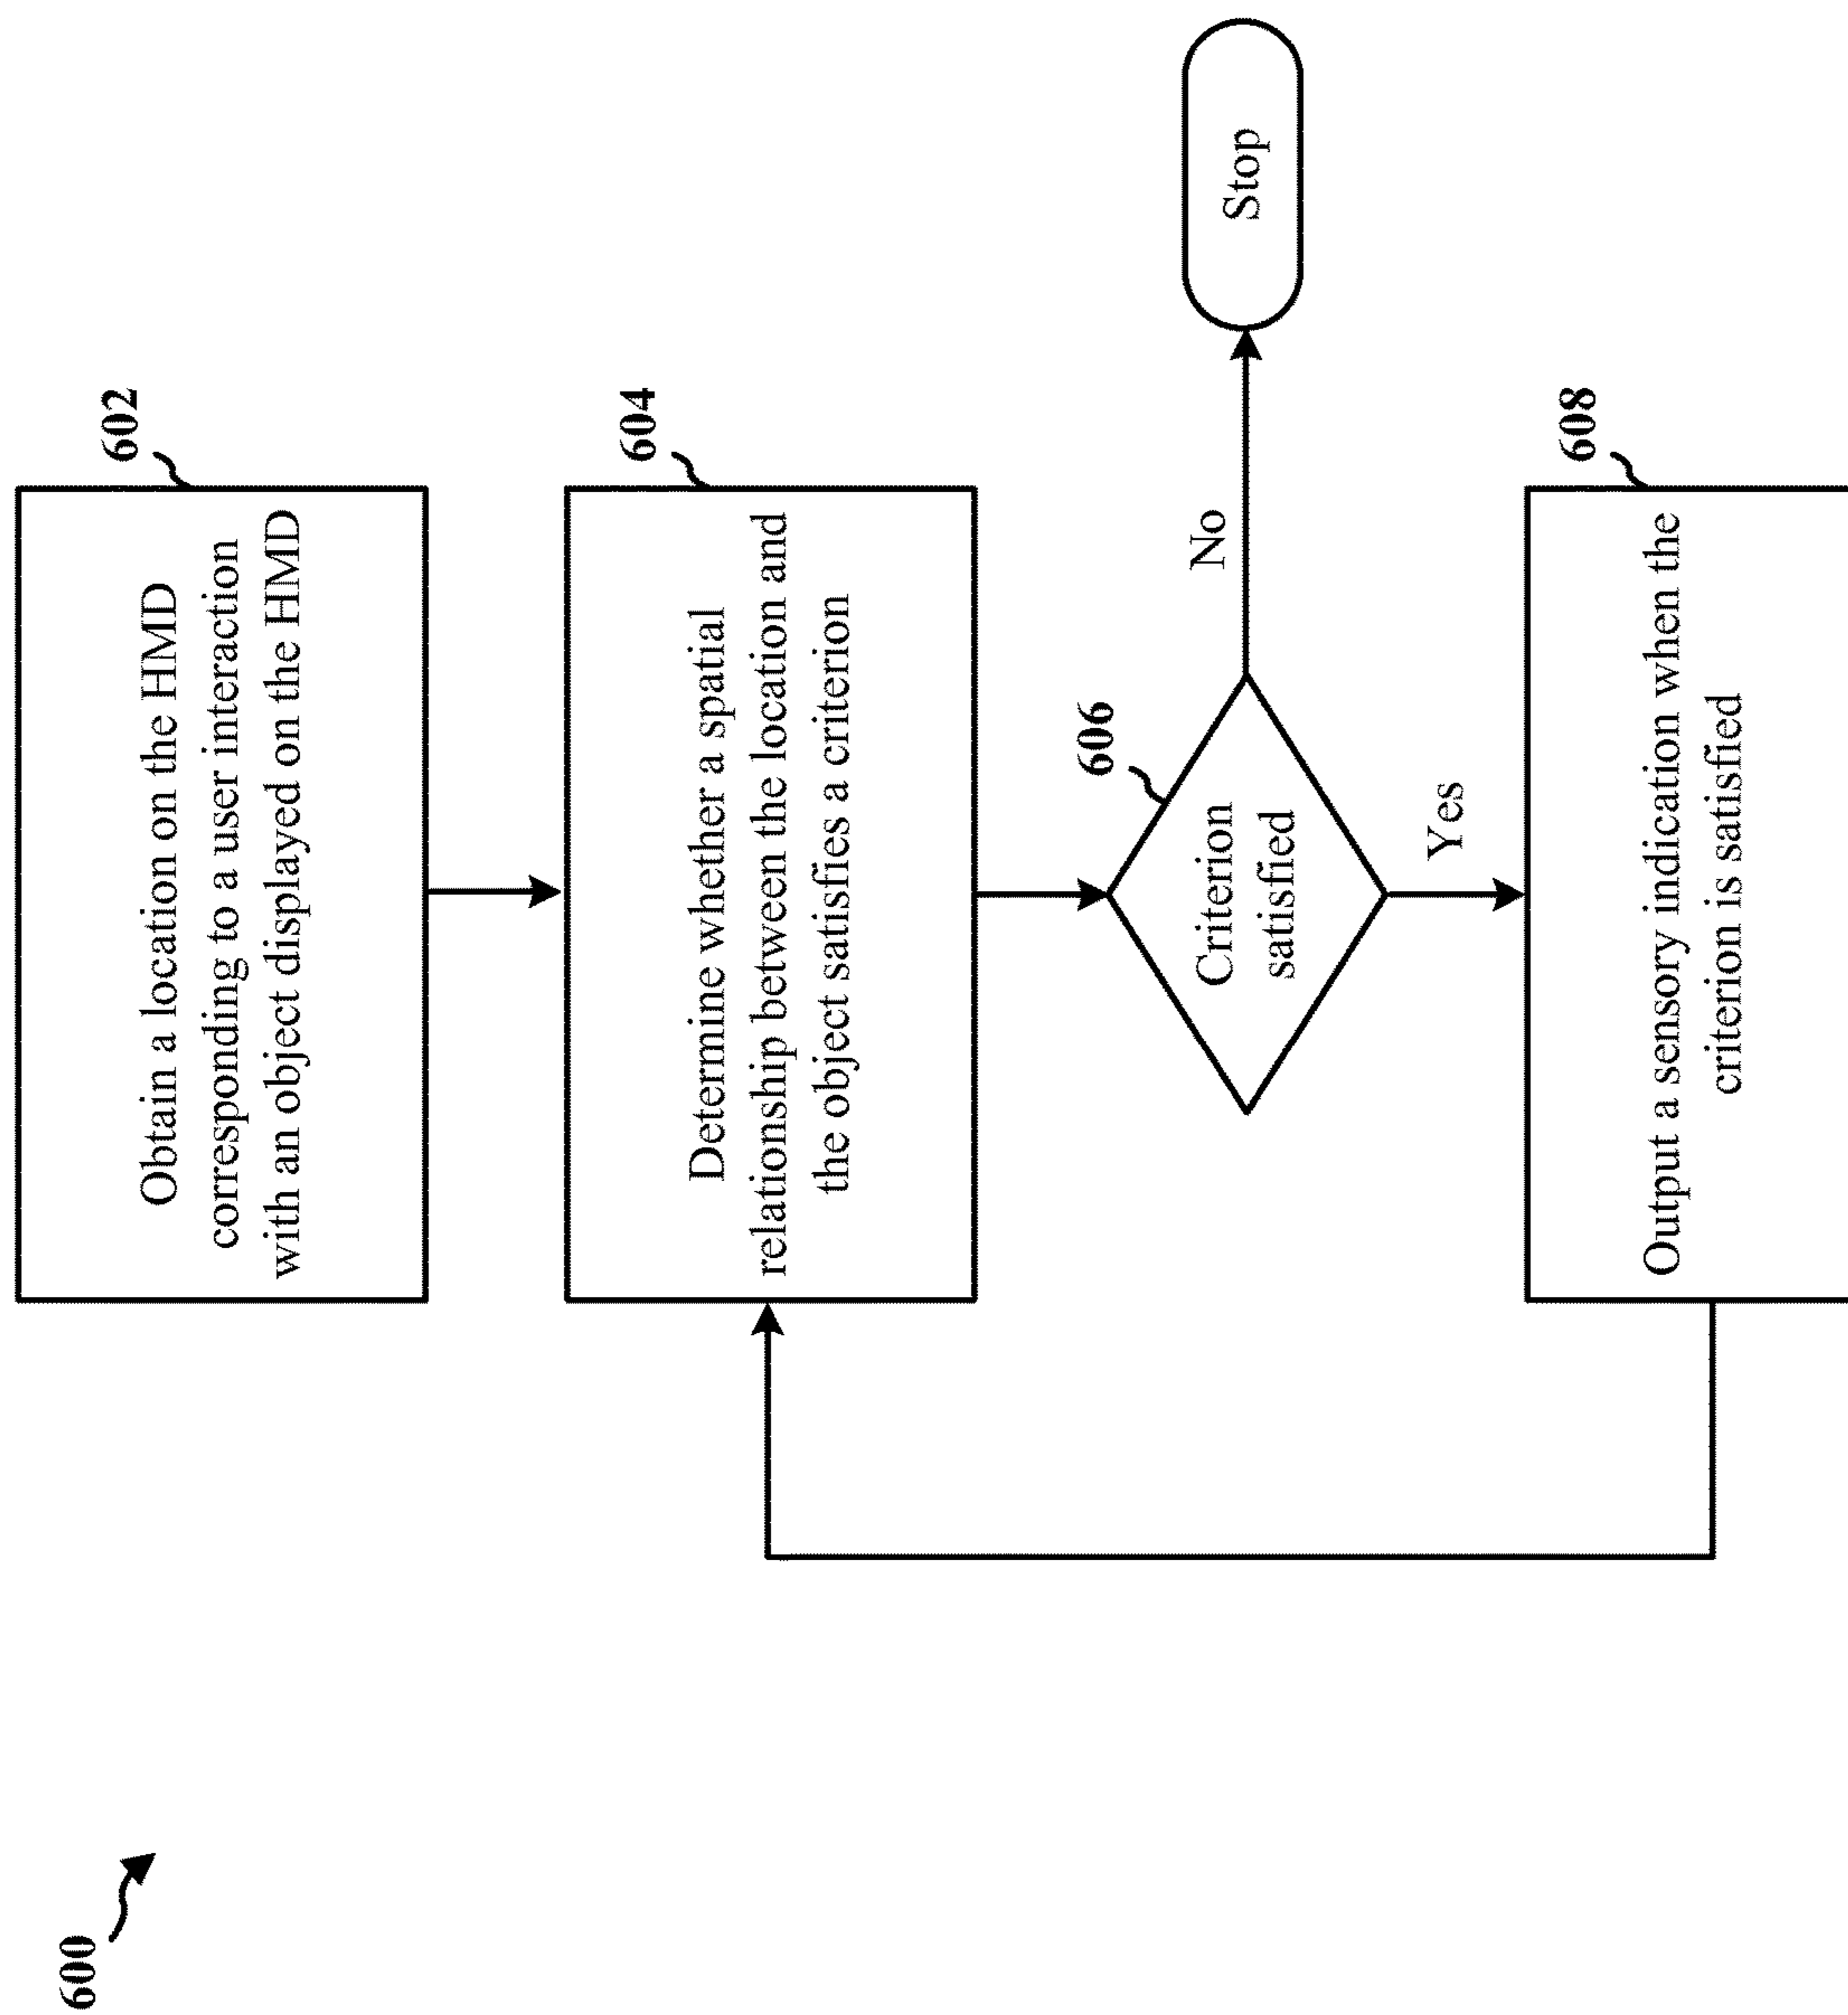 600
602
Obtain a location on the HMD
corresponding to a user interaction
with an object displayed on the HMD
604
Determine whether a spatial
relationship between the location and
the object satisfies a criterion
606
Criterion
satisfied
No
Stop
Yes
608
Output a sensory indication when the
criterion is satisfied